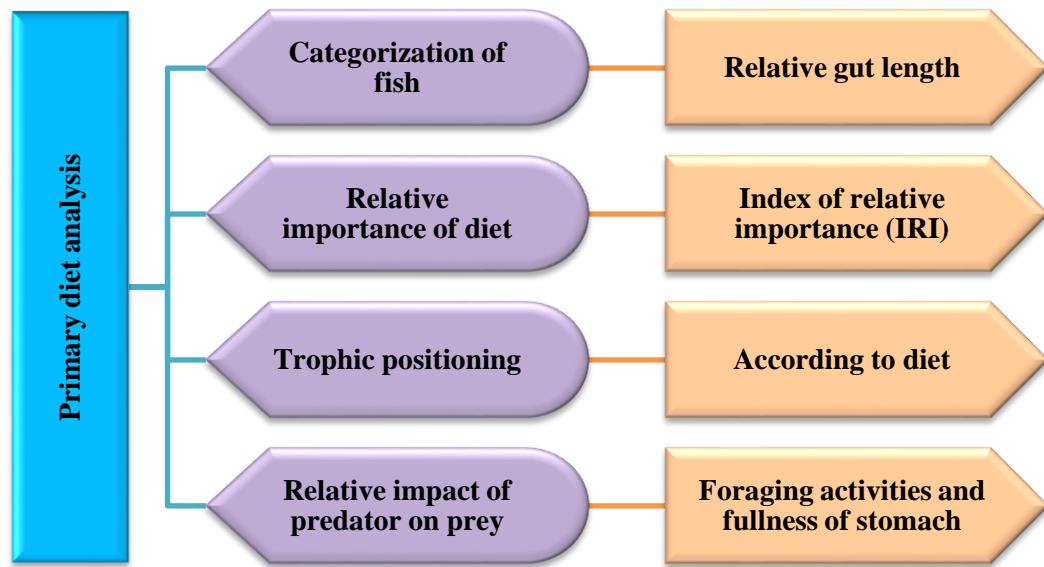 Primary diet analysis
Categorization of
fish
Relative gut length
Relative
importance of diet
Index of relative
importance (IRI)
Trophic positioning
According to diet
Relative impact of
predator on prey
Foraging activities and
fullness of stomach